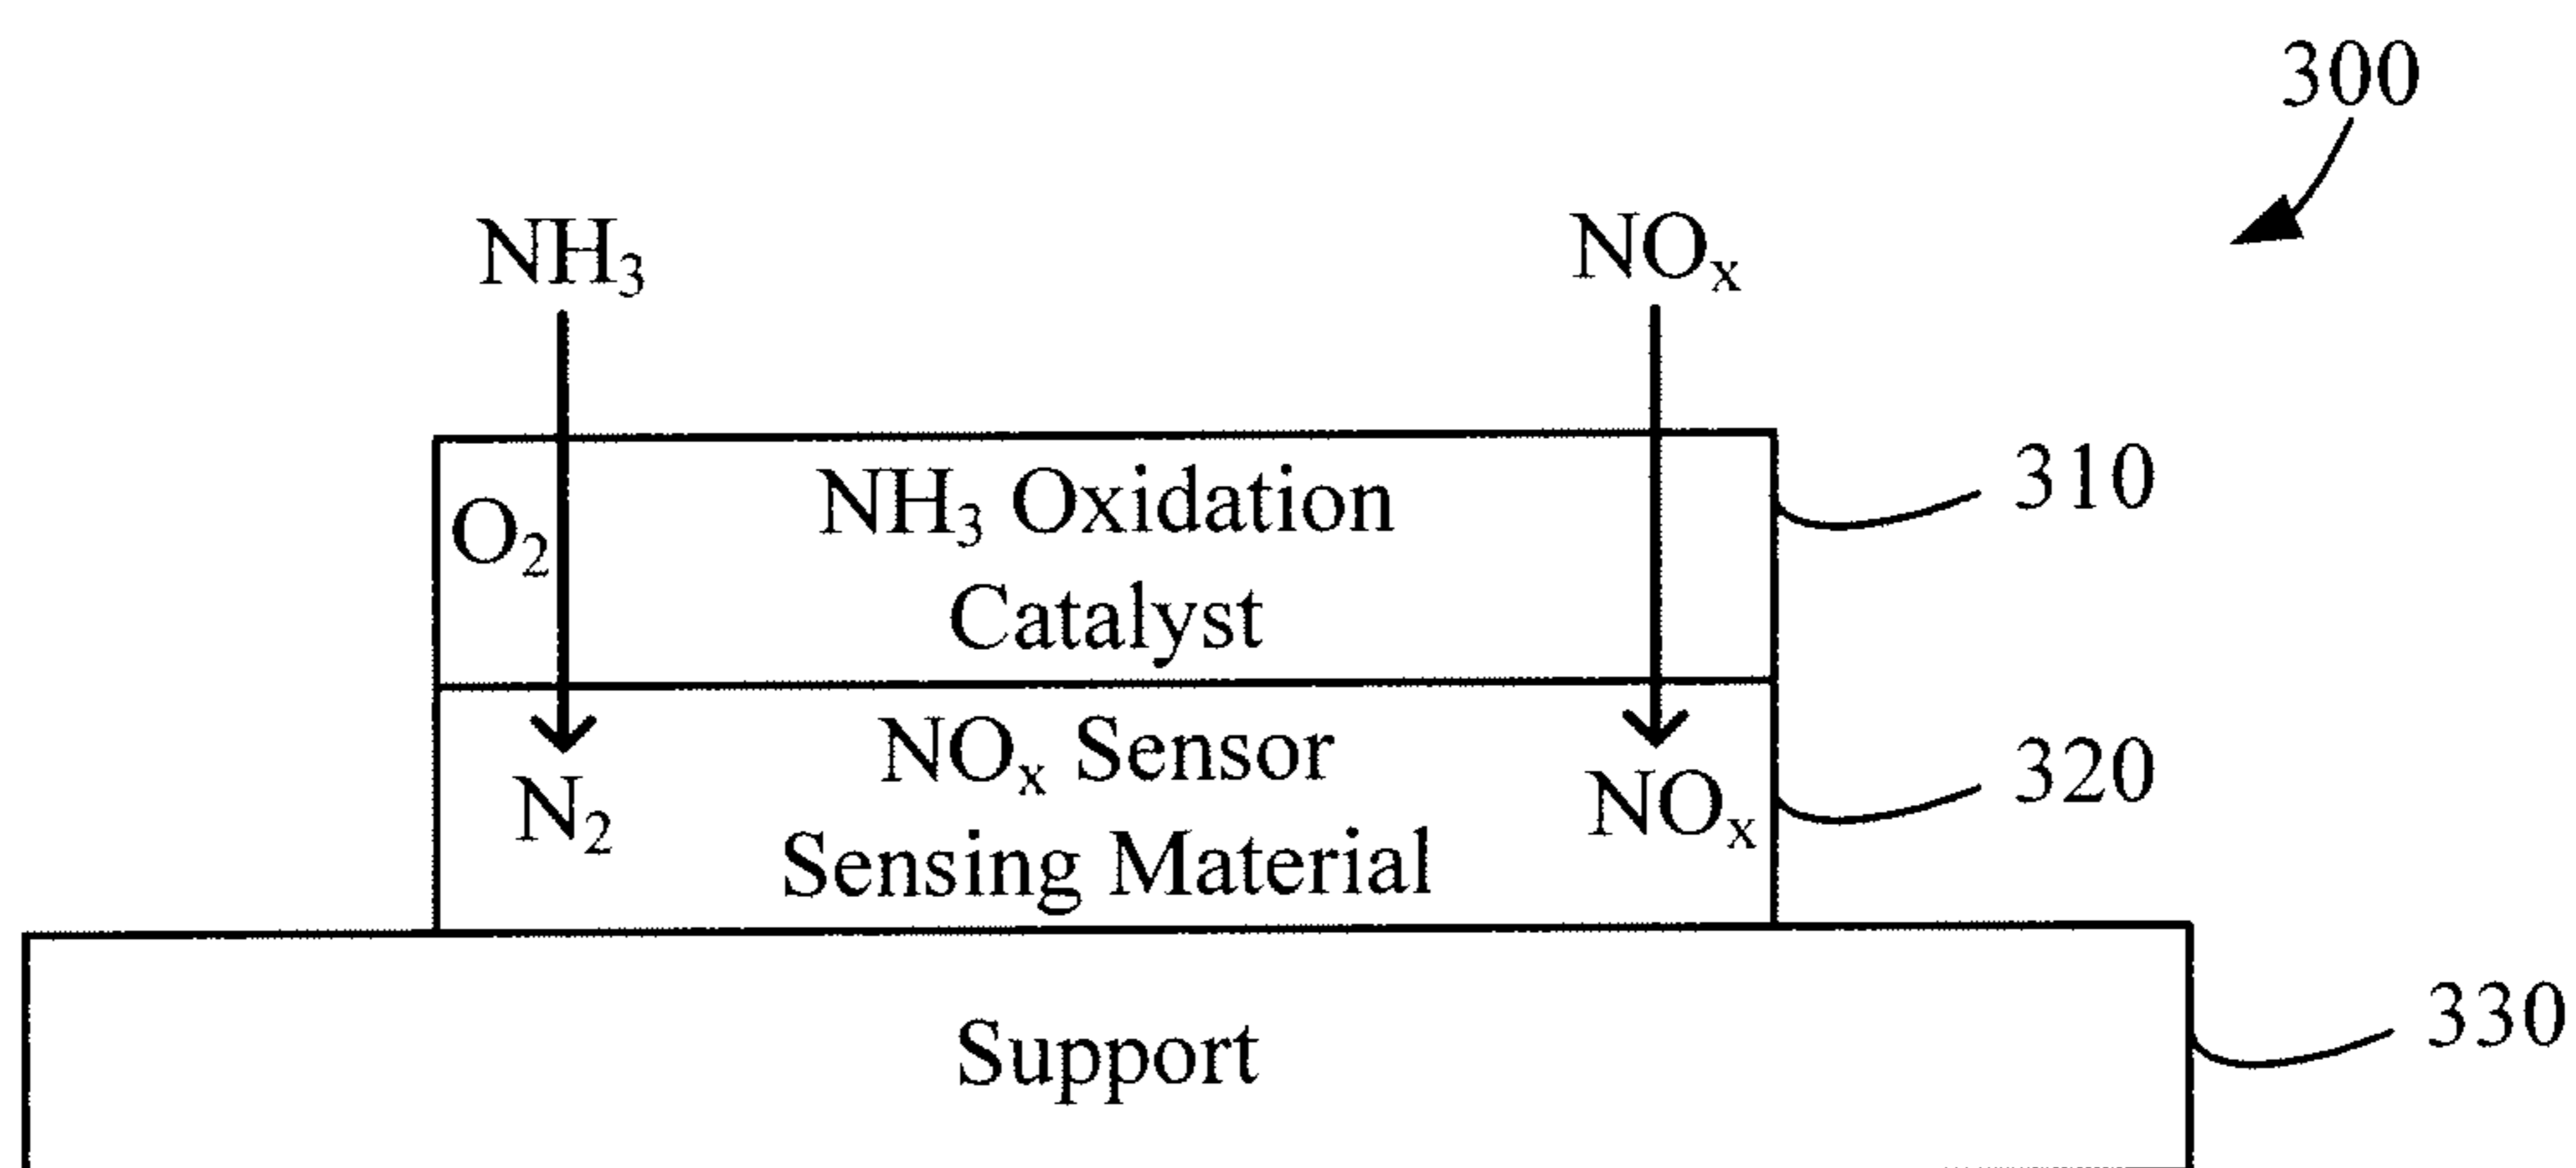 300
NH₃
NOₓ
O₂
NH₃ Oxidation
Catalyst
310
N₂
NOₓ Sensor
Sensing Material
NOₓ
320
Support
330